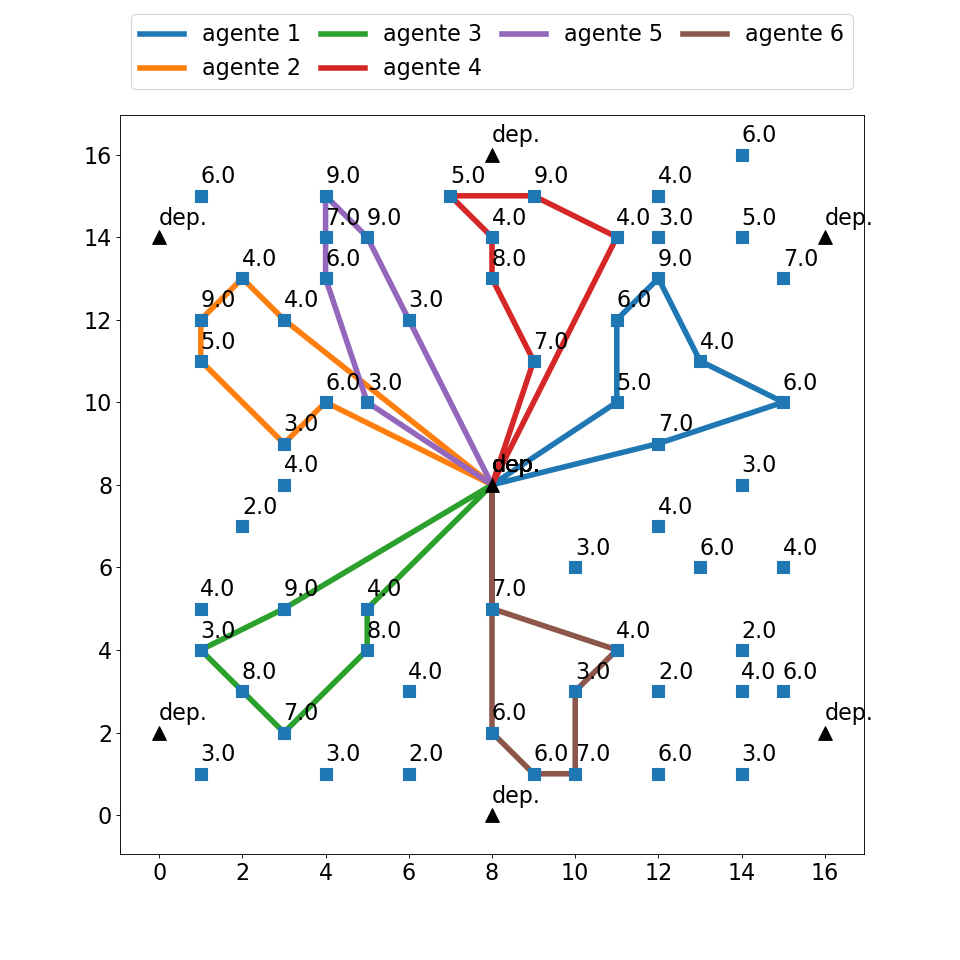 agente 1 agente 3 agente 5 agente 6
agente 2 agente 4
dep. 6.0
16
6.0 9.0 5.0 9.0 4.0
dep. 7.0 9.0 4.0 4.0 3.0 5.0 dep.
14
4.0 6.0 8.0 9.0 7.0
9.0 4.0 3.0 6.0
12
5.0 7.0 4.0
6.0 3.0 5.0 6.0
10
3.0 7.0
4.0 dep. dep. 3.0
8
2.0 4.0
3.0 6.0 4.0
6
4.0 9.0 4.0 7.0
3.0 8.0 4.0 2.0
4
8.0 4.0 3.0 2.0 4.0 6.0
dep. 7.0 6.0 dep.
2
3.0 3.0 2.0 6.0 7.0 6.0 3.0
dep.
0
0 2 4 6 8 10 12 14 16